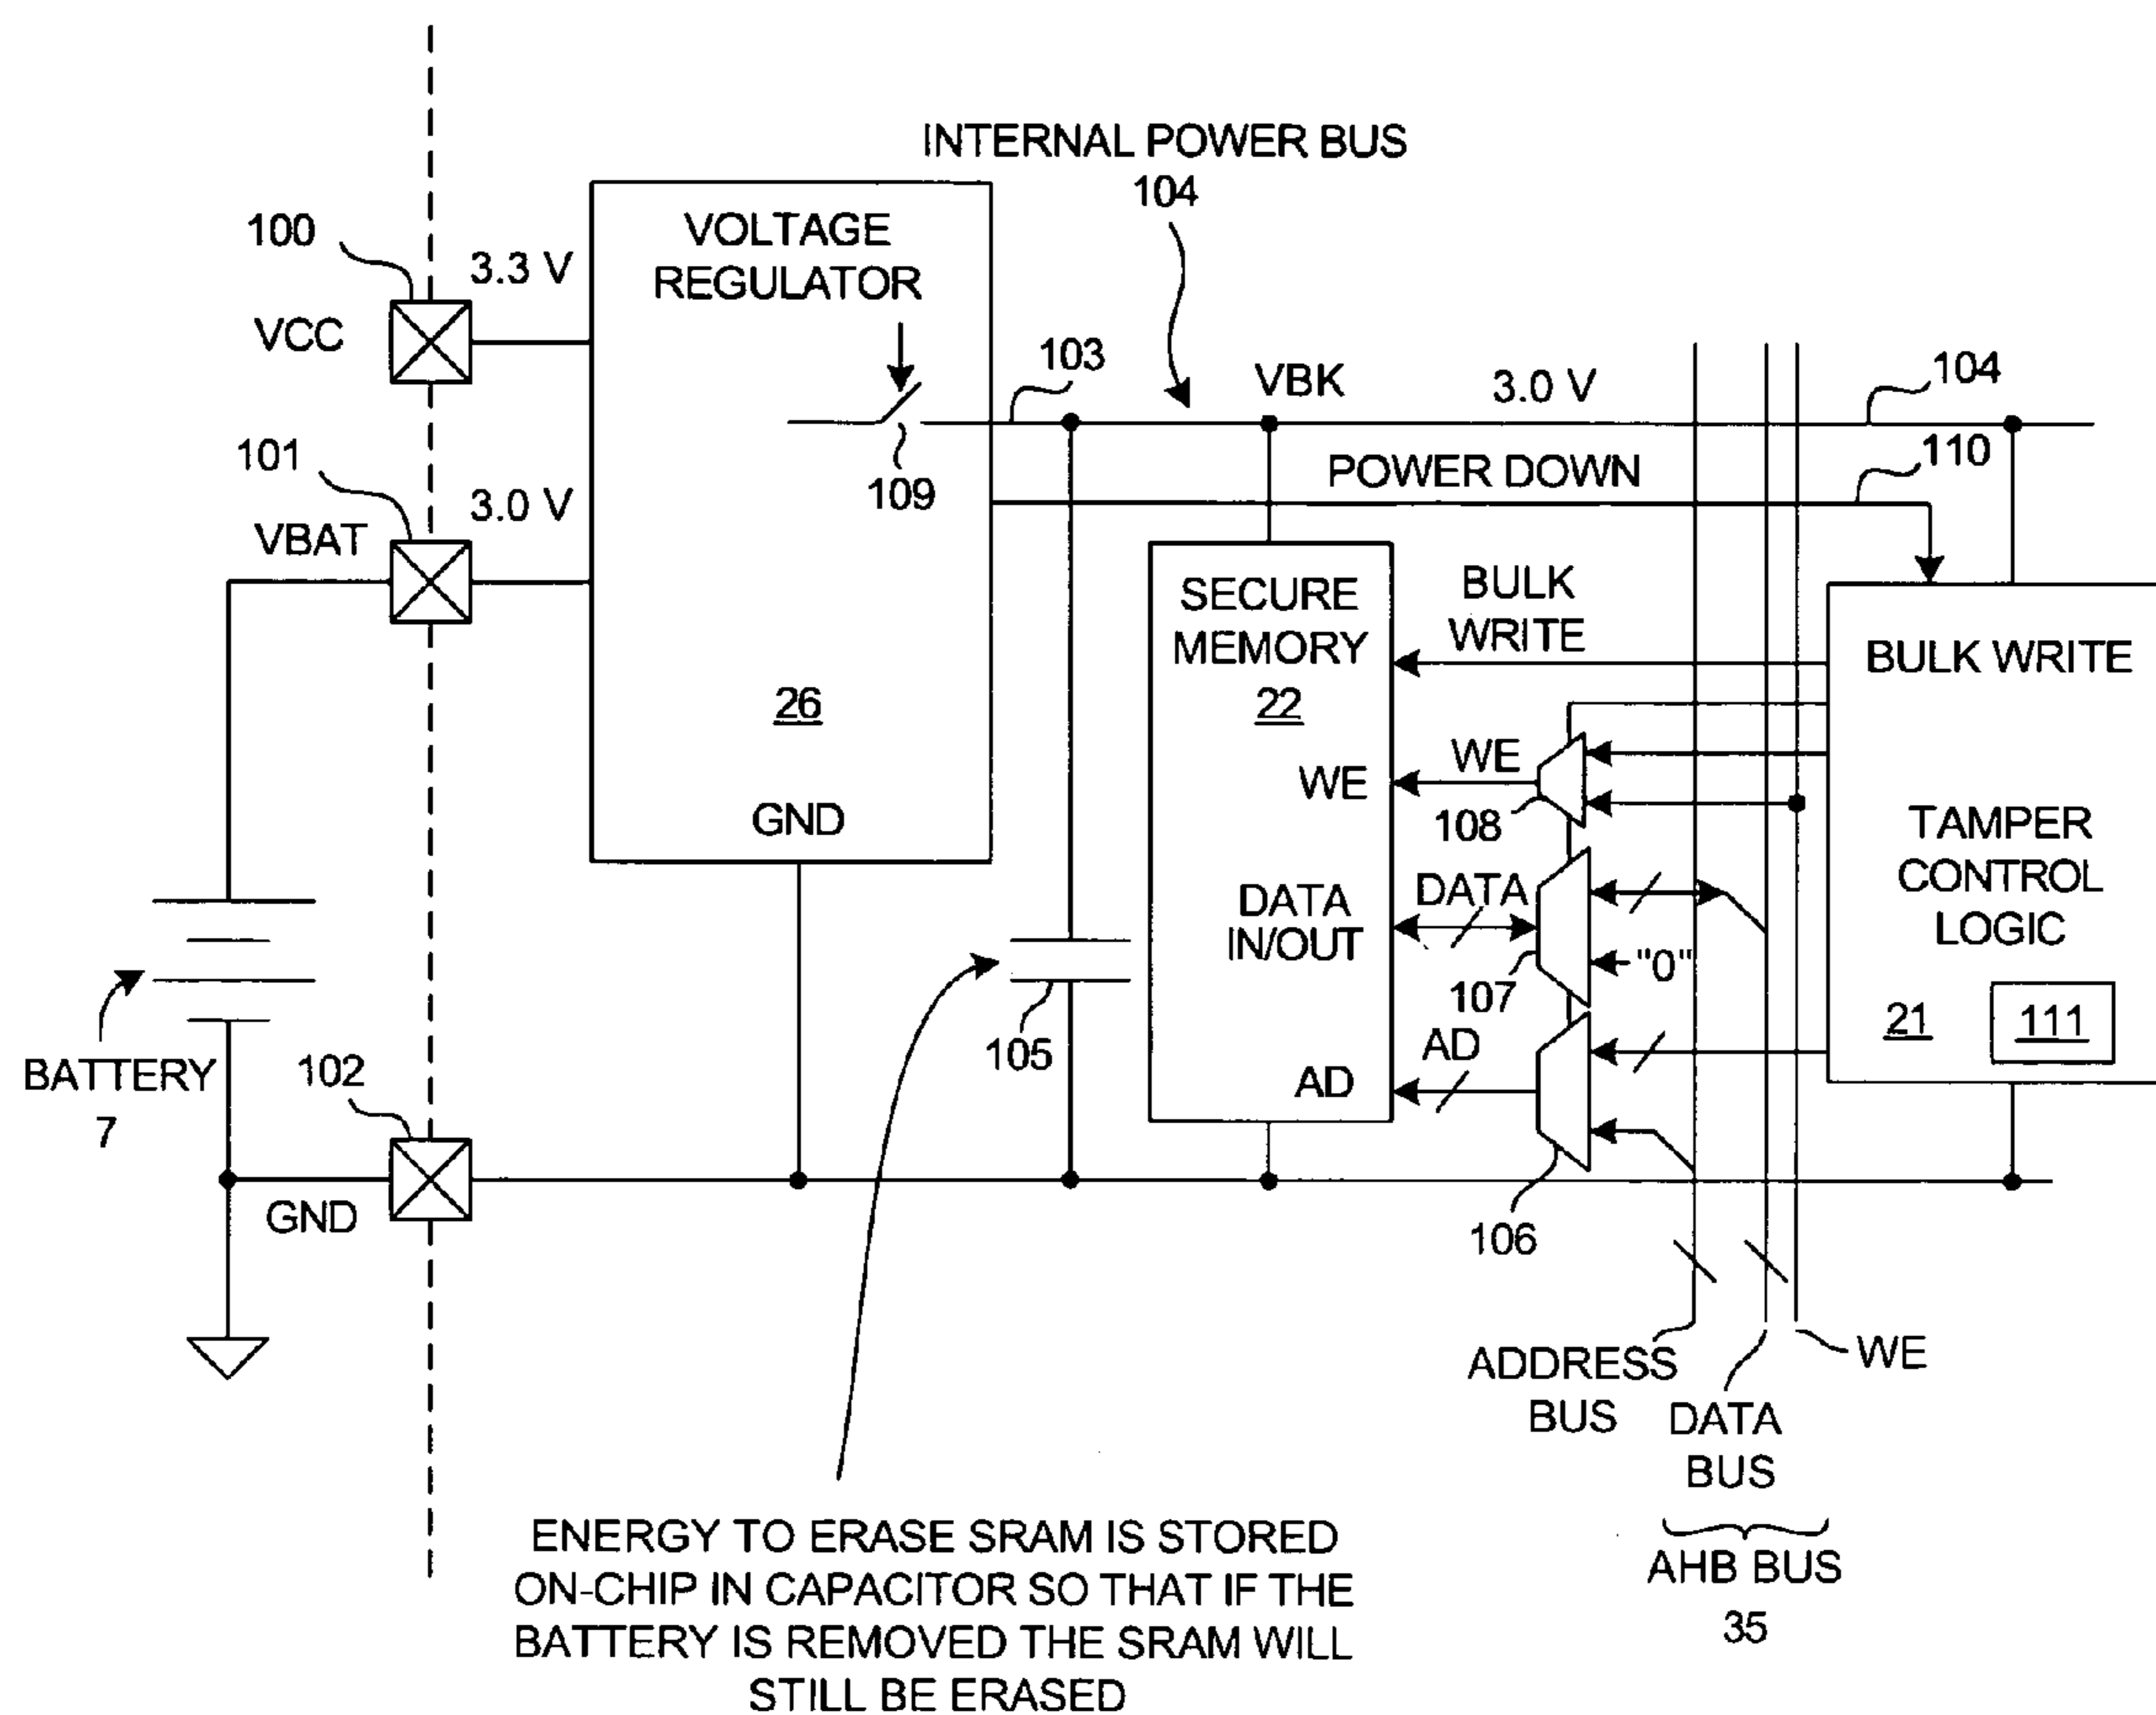 INTERNAL POWER BUS
104
100
3.3 V
VCC
VOLTAGE
REGULATOR
103
VBK
3.0 V
104
101
3.0 V
VBAT
109
POWER DOWN
110
SECURE
MEMORY
22
BULK
WRITE
BULK WRITE
26
WE
WE
108
GND
TAMPER
CONTROL
LOGIC
DATA
IN/OUT
DATA
"0"
107
21
111
105
AD
AD
BATTERY
7
102
GND
106
ADDRESS
BUS
DATA
BUS
WE
AHB BUS
35
ENERGY TO ERASE SRAM IS STORED
ON-CHIP IN CAPACITOR SO THAT IF THE
BATTERY IS REMOVED THE SRAM WILL
STILL BE ERASED